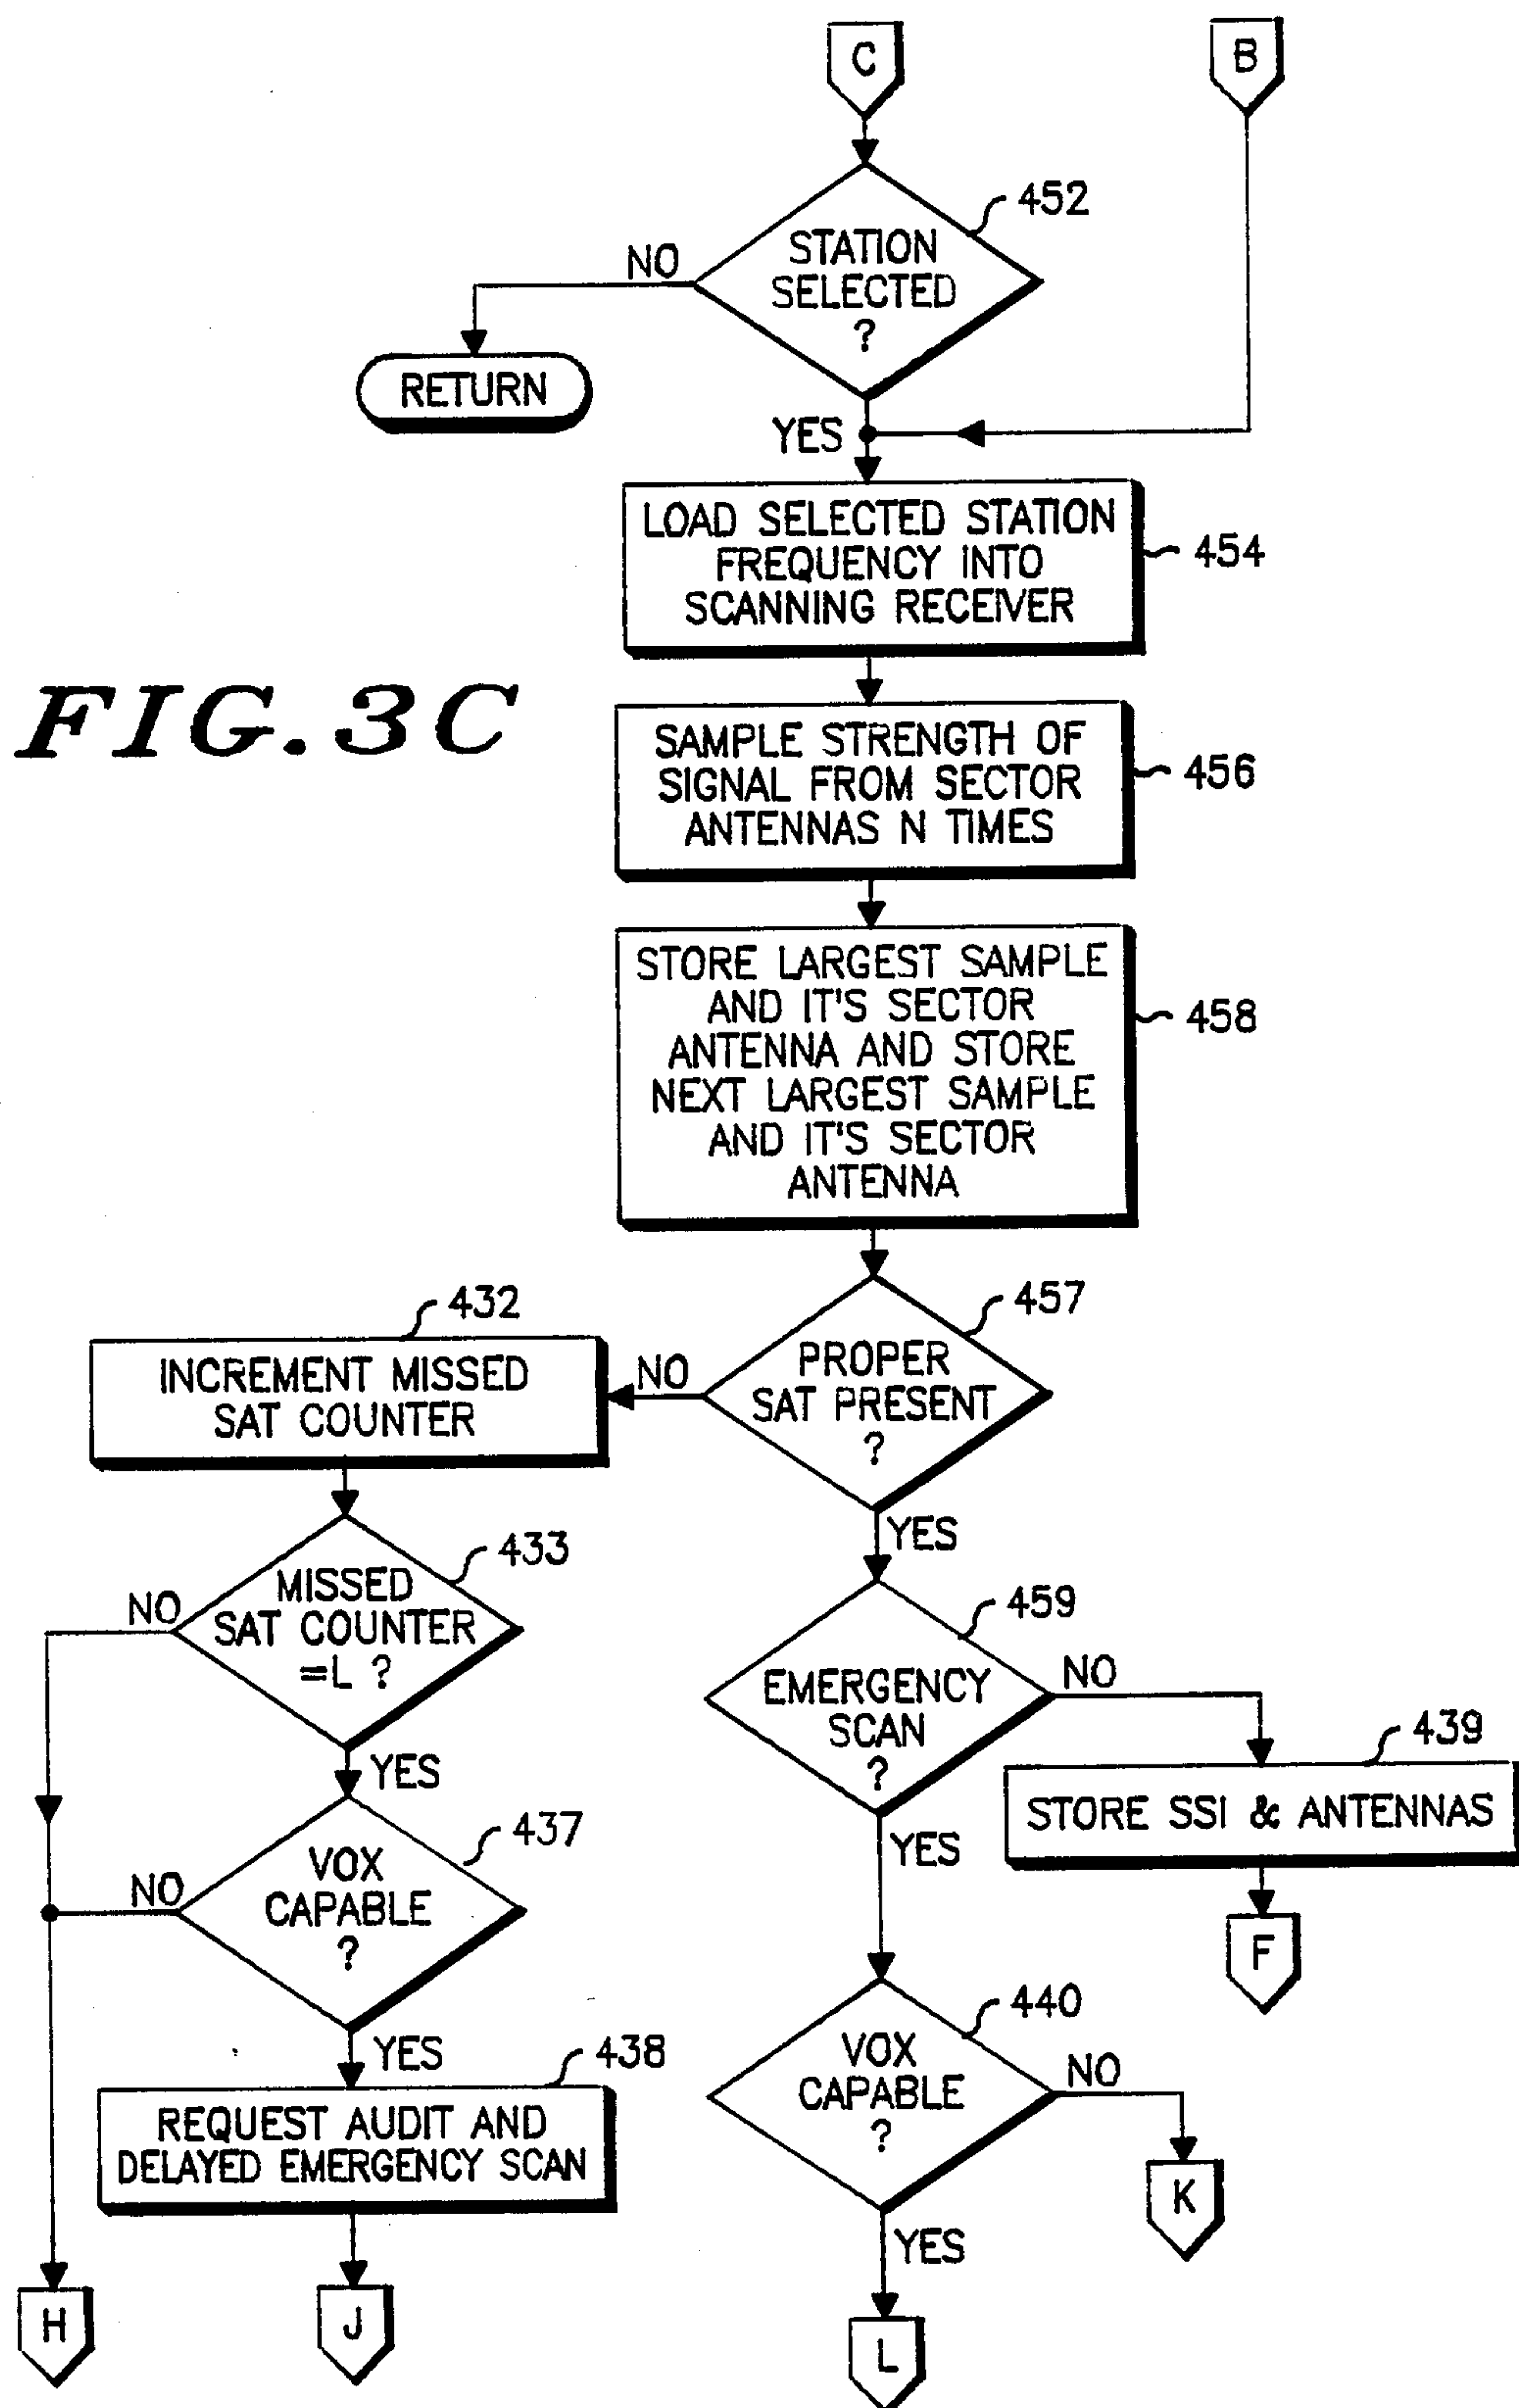 C
B
452
STATION
SELECTED
?
NO
RETURN
YES
LOAD SELECTED STATION
FREQUENCY INTO
SCANNING RECEIVER
454
FIG.3C
SAMPLE STRENGTH OF
SIGNAL FROM SECTOR
ANTENNAS N TIMES
456
STORE LARGEST SAMPLE
AND IT'S SECTOR
ANTENNA AND STORE
NEXT LARGEST SAMPLE
AND IT'S SECTOR
ANTENNA
458
457
PROPER
SAT PRESENT
?
NO
432
INCREMENT MISSED
SAT COUNTER
YES
433
MISSED
SAT COUNTER
=L ?
NO
YES
459
EMERGENCY
SCAN
?
NO
439
STORE SSI & ANTENNAS
F
YES
437
VOX
CAPABLE
?
NO
YES
438
REQUEST AUDIT AND
DELAYED EMERGENCY SCAN
440
VOX
CAPABLE
?
NO
K
YES
H
J
L